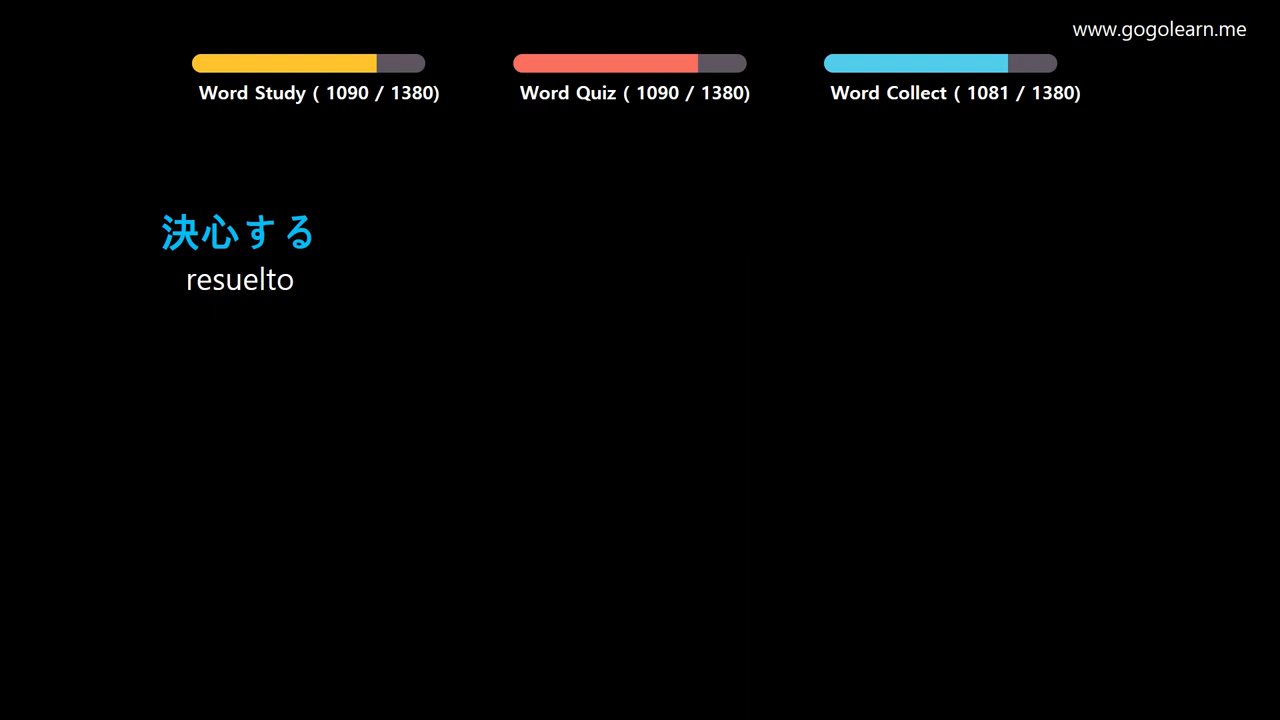 www.gogolearn.me
Word Study ( 1090 / 1380)
Word Quiz ( 1090 / 1380)
Word Collect ( 1081 / 1380)
決心する
resuelto